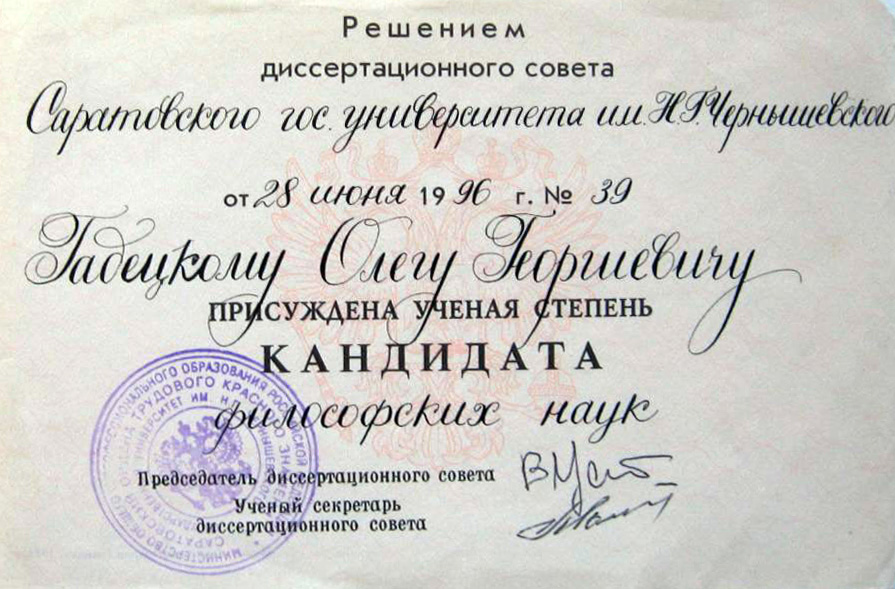 Решением
диссертационного совета
Саратовского гос. университета им. Н.Г.Чернышевского
от 28 июня 1996 г. № 39
Гадецкому Олегу Георгиевичу
ПРИСУЖДЕНА УЧЕНАЯ СТЕПЕНЬ
КАНДИДАТА
философских наук
Председатель диссертационного совета
Ученый секретарь
диссертационного совета